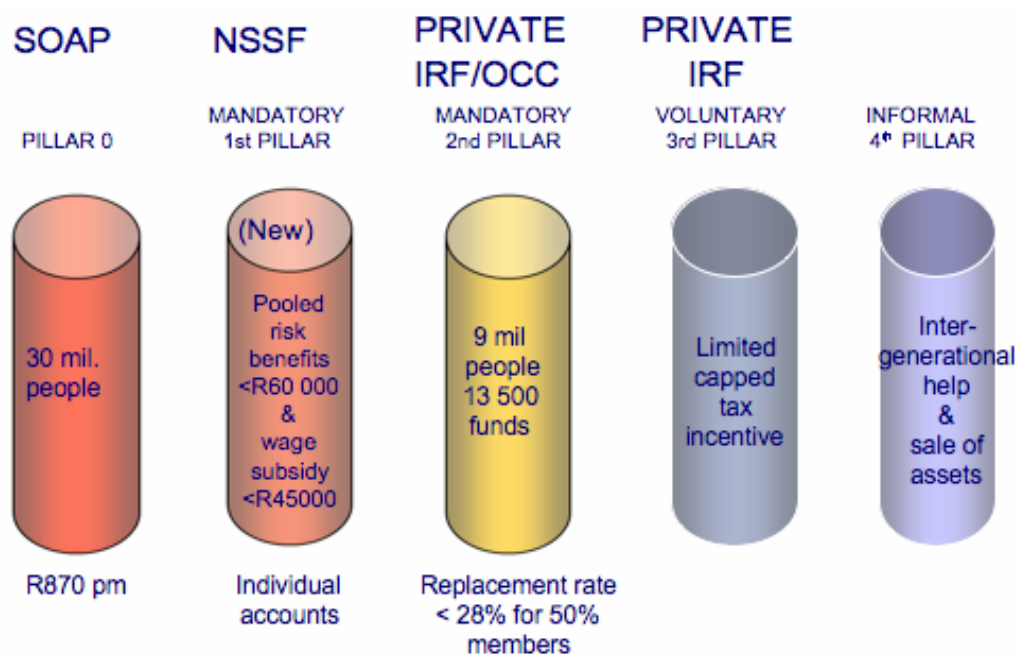 SOAP
PILLAR 0
30 mil.
people
R870 pm
NSSF
MANDATORY
1st PILLAR
(New)
Pooled
risk
benefits
<R60 000
&
wage
subsidy
<R45000
Individual
accounts
PRIVATE
IRF/OCC
MANDATORY
2nd PILLAR
9 mil
people
13 500
funds
Replacement rate
< 28% for 50%
members
PRIVATE
IRF
VOLUNTARY
3rd PILLAR
Limited
capped
tax
incentive
INFORMAL
4th PILLAR
Inter-
generational
help
&
sale of
assets